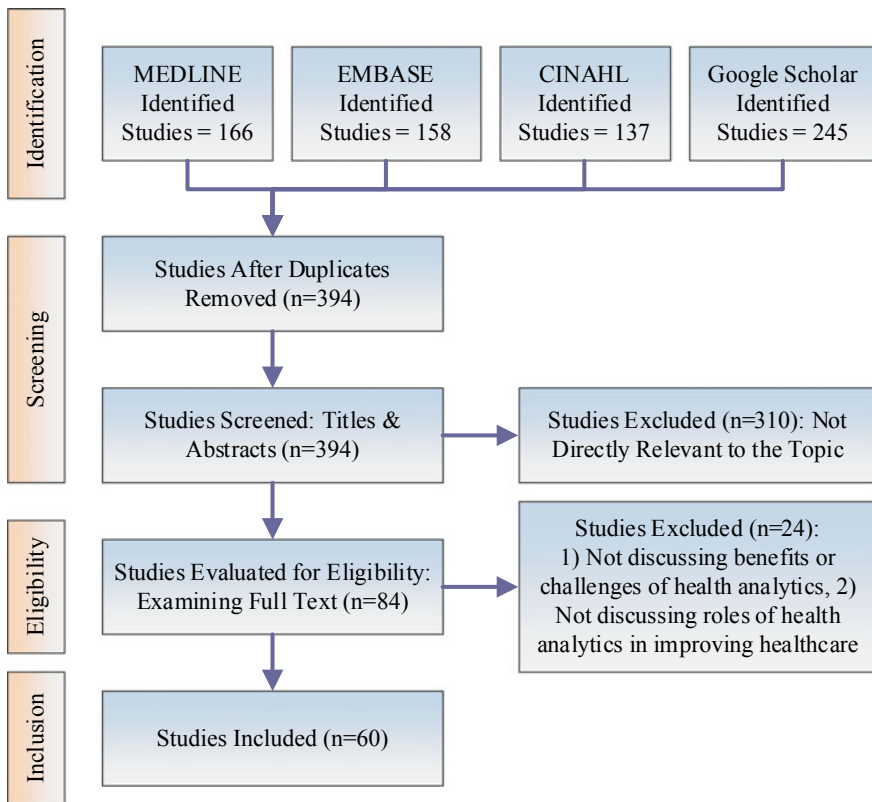 Identification
MEDLINE
Identified
Studies = 166
EMBASE
Identified
Studies = 158
CINAHL
Identified
Studies = 137
Google Scholar
Identified
Studies = 245
Screening
Studies After Duplicates
Removed (n=394)
Studies Screened: Titles &
Abstracts (n=394)
Studies Excluded (n=310): Not
Directly Relevant to the Topic
Eligibility
Studies Evaluated for Eligibility:
Examining Full Text (n=84)
Studies Excluded (n=24):
1) Not discussing benefits or
challenges of health analytics, 2)
Not discussing roles of health
analytics in improving healthcare
Inclusion
Studies Included (n=60)